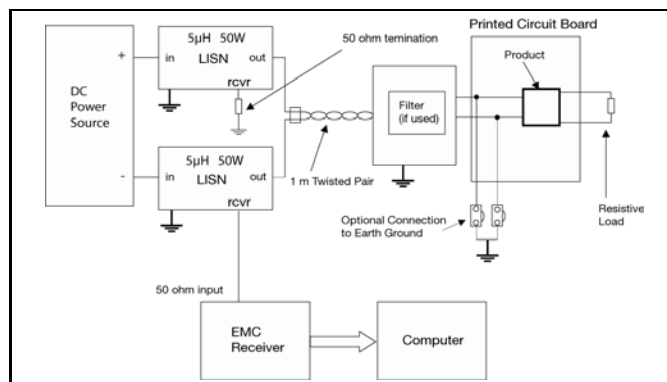 Printed Circuit Board
5µH 50W
LISN
in
out
rcvr
50 ohm temination
Product
+
DC
Power
Source
-
Filter
(if used)
5µH 50W
LISN
in
out
rcvr
1 m Twisted Pair
Optional Connection
to Earth Ground
Resistive
Load
50 ohm input
EMC
Receiver
Computer